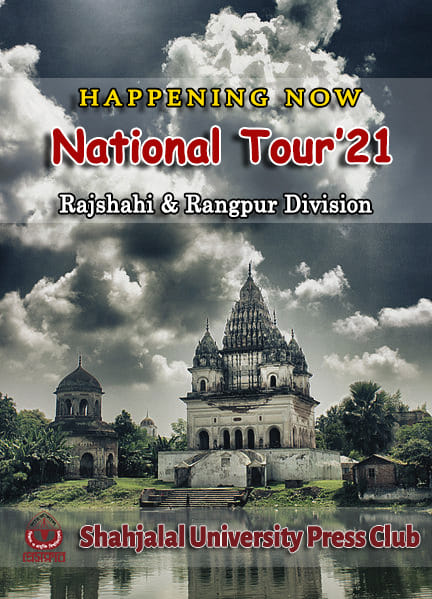 HAPPENING NOW
National Tour'21
Rajshahi & Rangpur Division
Shahjalal University Press Club